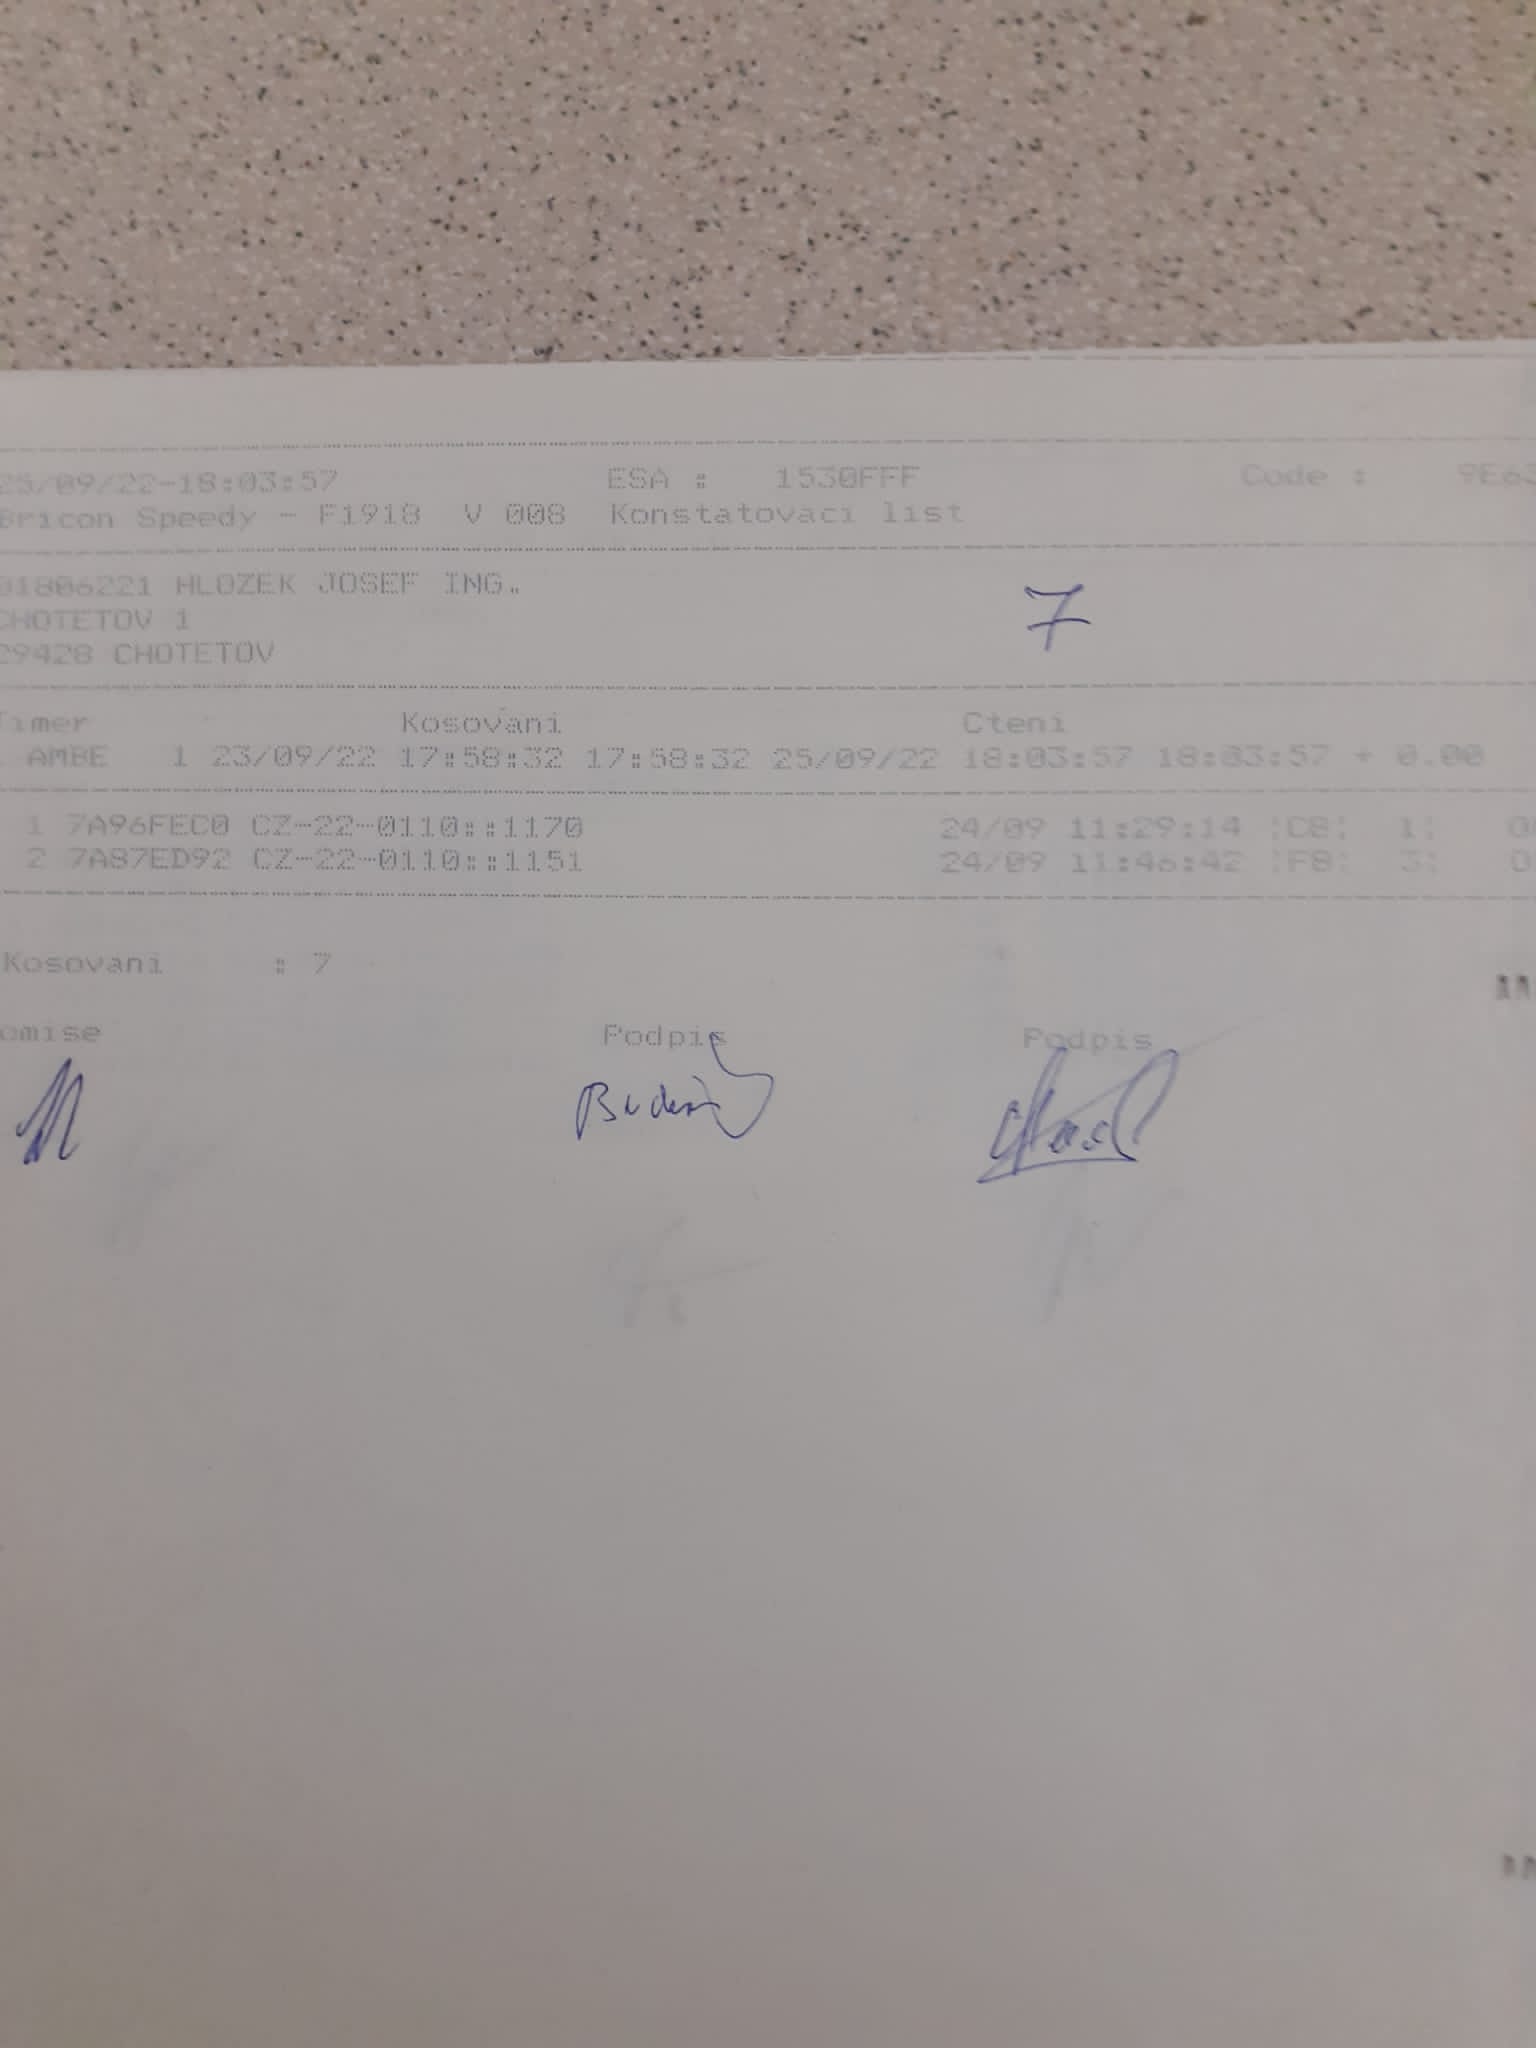 25/09/22-18:03:57 ESA : 1530FFF Code : 9E63
Bricon Speedy - F1918 V 008 Konstatovaci list
01806221 HLOZEK JOSEF ING.
CHOTETOV 1
7
29428 CHOTETOV
Timer Kosovani Cteni
AMBE 1 23/09/22 17:58:32 17:58:32 25/09/22 18:03:57 18:03:57 + 0.00
1 7A96FEC0 CZ-22-0110::1170 24/09 11:29:14 :C8: 1:
2 7A87ED92 CZ-22-0110::1151 24/09 11:46:42 :F8: 3:
Kosovani : 7
omise Podpis Podpis